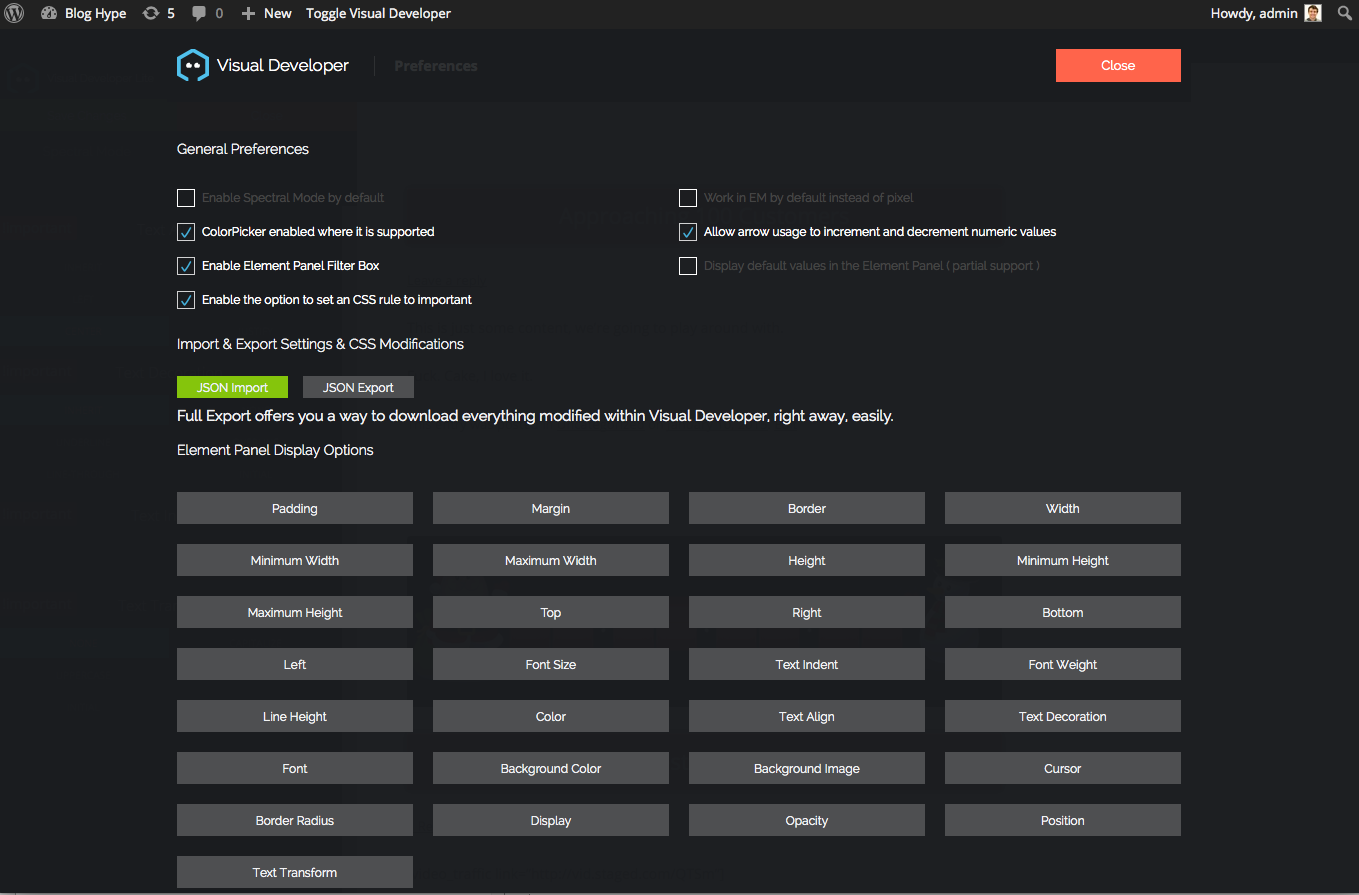 Blog Hype 5 0 New Toggle Visual Developer Howdy, admin
Visual Developer Preferences Close
General Preferences
Enable Spectral Mode by default Work in EM by default instead of pixel
ColorPicker enabled where it is supported Allow arrow usage to increment and decrement numeric values
Enable Element Panel Filter Box Display default values in the Element Panel ( partial support )
Enable the option to set an CSS rule to important
Import & Export Settings & CSS Modifications
JSON Import JSON Export
Full Export offers you a way to download everything modified within Visual Developer, right away, easily.
Element Panel Display Options
Padding Margin Border Width
Minimum Width Maximum Width Height Minimum Height
Maximum Height Top Right Bottom
Left Font Size Text Indent Font Weight
Line Height Color Text Align Text Decoration
Font Background Color Background Image Cursor
Border Radius Display Opacity Position
Text Transform